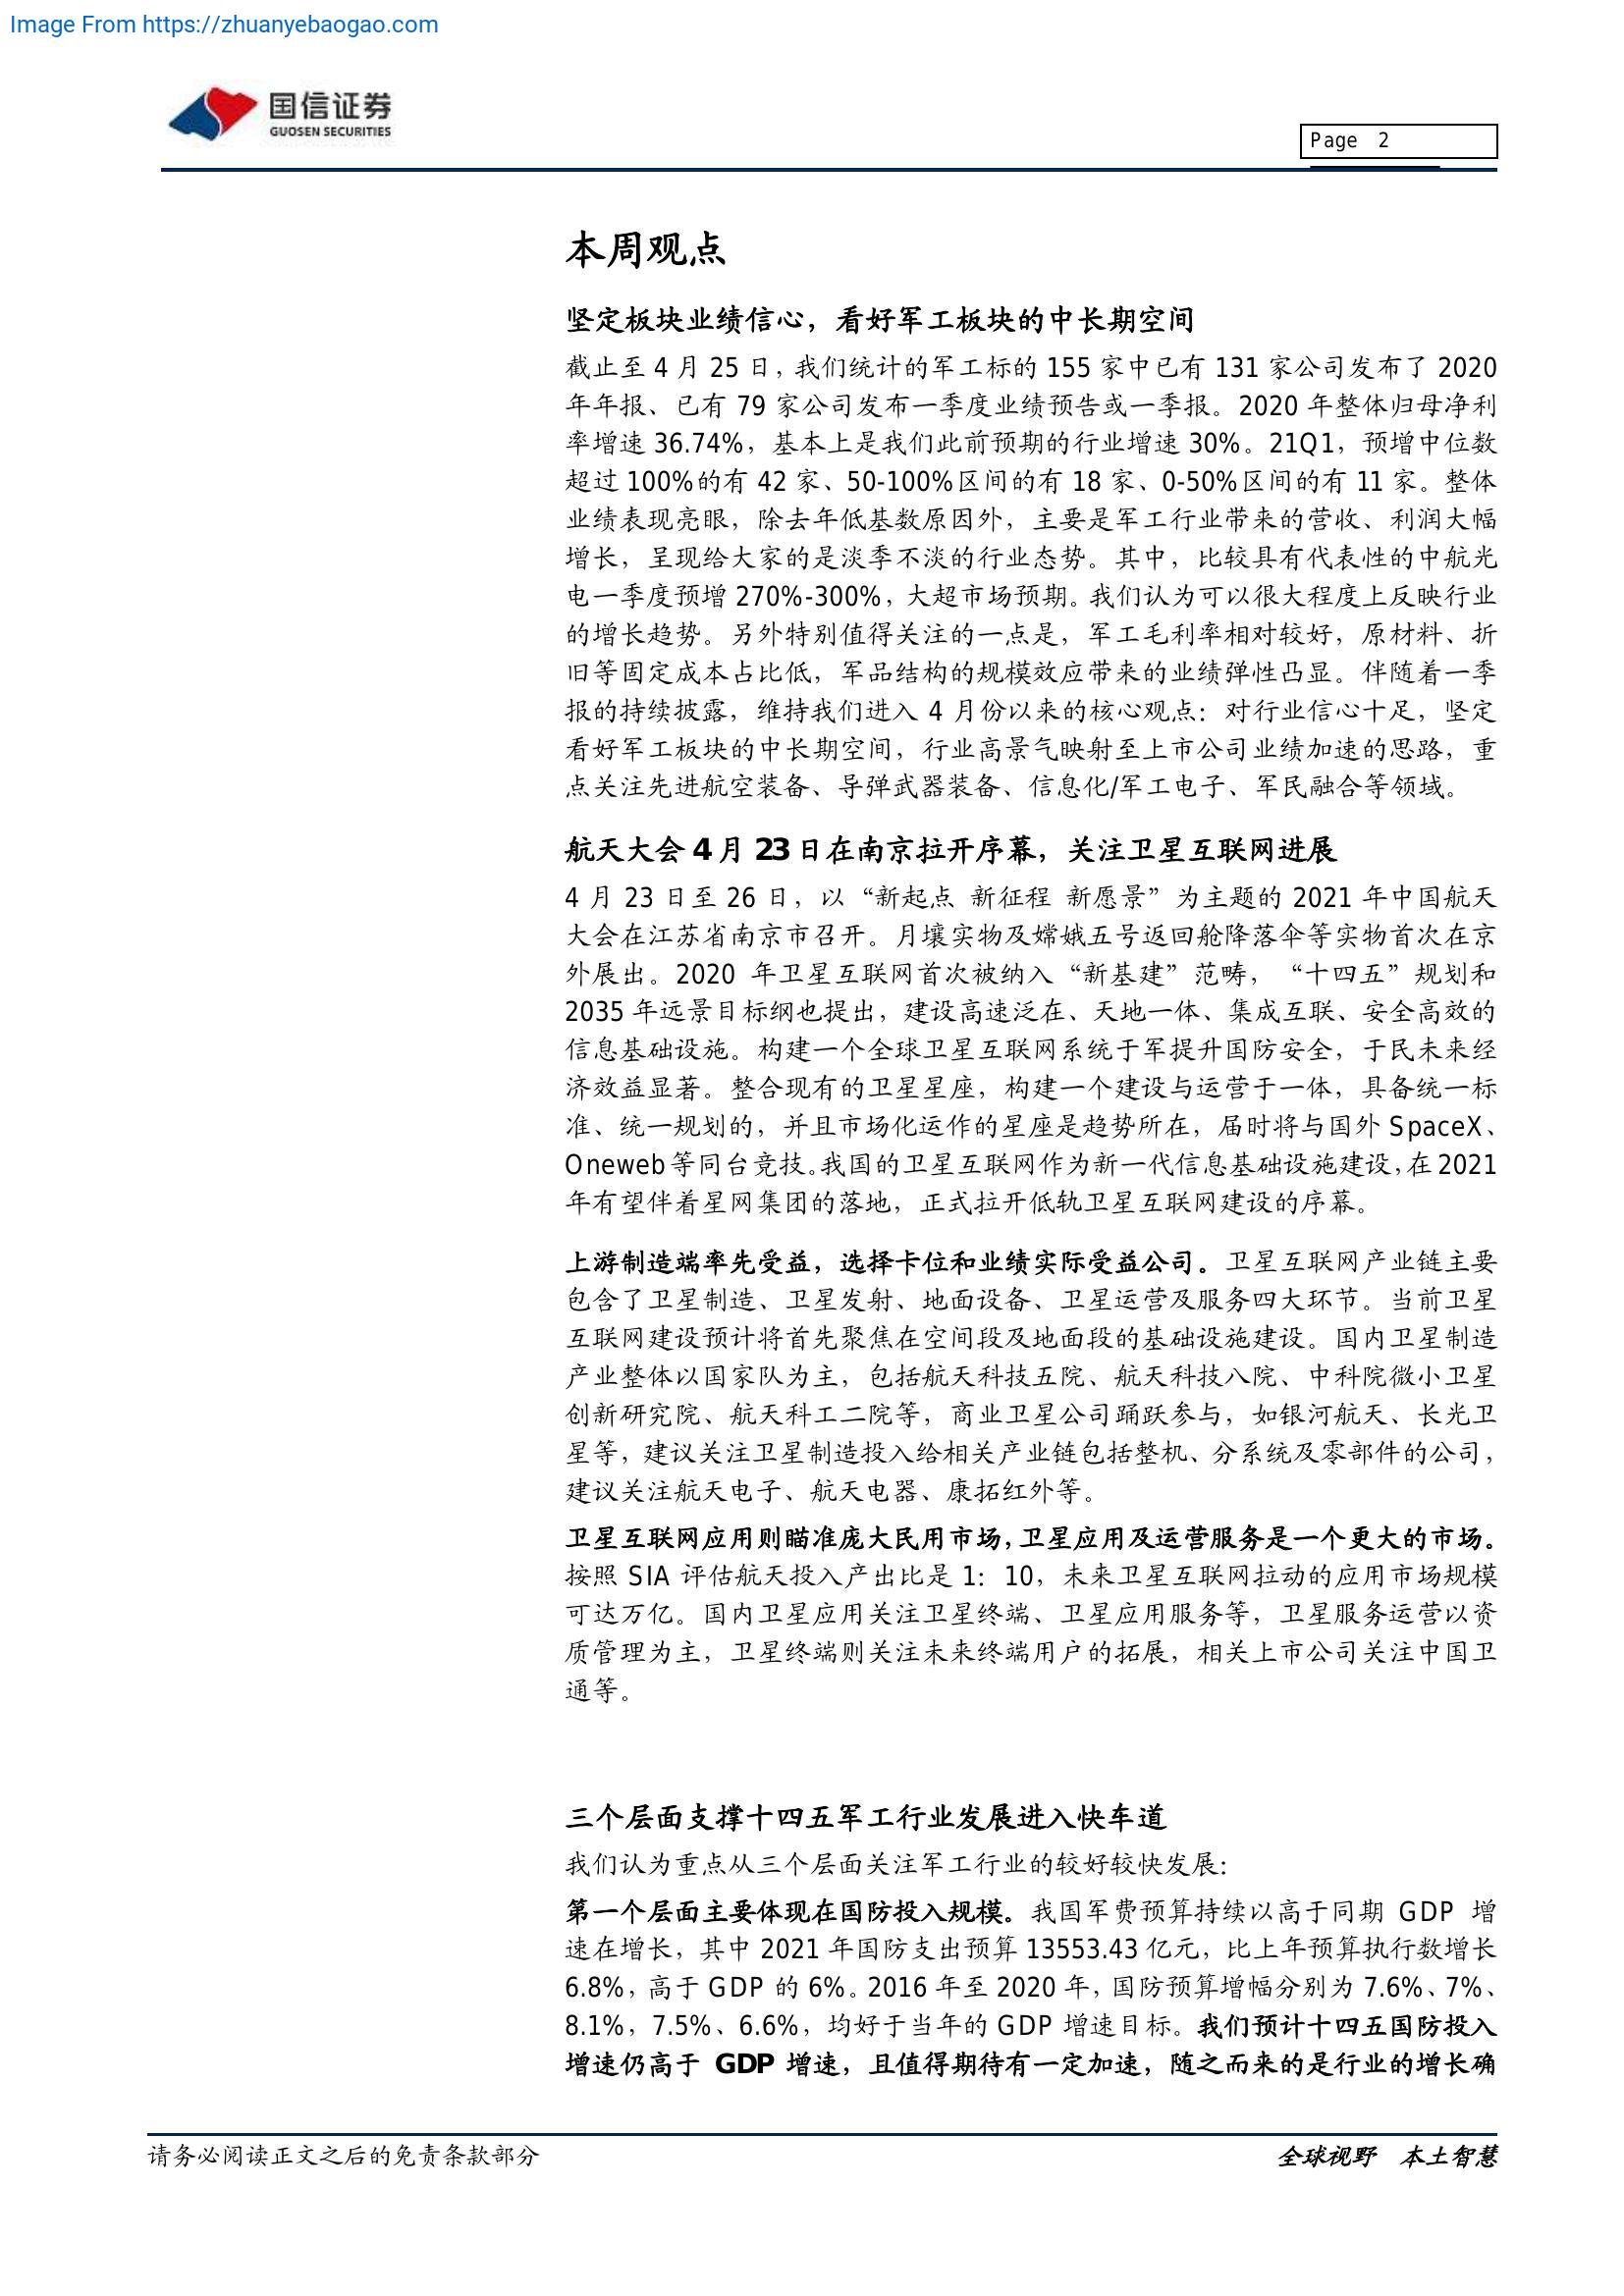 Image From https://zhuanyebaogao.com
国信证券
GUOSEN SECURITIES
Page 2
本周观点
坚定板块业绩信心，看好军工板块的中长期空间
截止至 4 月 25 日，我们统计的军工标的 155 家中已有 131 家公司发布了 2020
年年报、已有 79 家公司发布一季度业绩预告或一季报。2020 年整体归母净利
率增速 36.74%，基本上是我们此前预期的行业增速 30%。21Q1，预增中位数
超过 100%的有 42 家、50-100%区间的有 18 家、0-50%区间的有 11 家。整体
业绩表现亮眼，除去年低基数原因外，主要是军工行业带来的营收、利润大幅
增长，呈现给大家的是淡季不淡的行业态势。其中，比较具有代表性的中航光
电一季度预增 270%-300%，大超市场预期。我们认为可以很大程度上反映行业
的增长趋势。另外特别值得关注的一点是，军工毛利率相对较好，原材料、折
旧等固定成本占比低，军品结构的规模效应带来的业绩弹性凸显。伴随着一季
报的持续披露，维持我们进入 4 月份以来的核心观点：对行业信心十足，坚定
看好军工板块的中长期空间，行业高景气映射至上市公司业绩加速的思路，重
点关注先进航空装备、导弹武器装备、信息化/军工电子、军民融合等领域。
航天大会 4 月 23 日在南京拉开序幕，关注卫星互联网进展
4 月 23 日至 26 日，以“新起点 新征程 新愿景”为主题的 2021 年中国航天
大会在江苏省南京市召开。月壤实物及嫦娥五号返回舱降落伞等实物首次在京
外展出。2020 年卫星互联网首次被纳入“新基建”范畴，“十四五”规划和
2035 年远景目标纲也提出，建设高速泛在、天地一体、集成互联、安全高效的
信息基础设施。构建一个全球卫星互联网系统于军提升国防安全，于民未来经
济效益显著。整合现有的卫星星座，构建一个建设与运营于一体，具备统一标
准、统一规划的，并且市场化运作的星座是趋势所在，届时将与国外 SpaceX、
Oneweb 等同台竞技。我国的卫星互联网作为新一代信息基础设施建设，在 2021
年有望伴着星网集团的落地，正式拉开低轨卫星互联网建设的序幕。
上游制造端率先受益，选择卡位和业绩实际受益公司。卫星互联网产业链主要
包含了卫星制造、卫星发射、地面设备、卫星运营及服务四大环节。当前卫星
互联网建设预计将首先聚焦在空间段及地面段的基础设施建设。国内卫星制造
产业整体以国家队为主，包括航天科技五院、航天科技八院、中科院微小卫星
创新研究院、航天科工二院等，商业卫星公司踊跃参与，如银河航天、长光卫
星等，建议关注卫星制造投入给相关产业链包括整机、分系统及零部件的公司，
建议关注航天电子、航天电器、康拓红外等。
卫星互联网应用则瞄准庞大民用市场，卫星应用及运营服务是一个更大的市场。
按照 SIA 评估航天投入产出比是 1：10，未来卫星互联网拉动的应用市场规模
可达万亿。国内卫星应用关注卫星终端、卫星应用服务等，卫星服务运营以资
质管理为主，卫星终端则关注未来终端用户的拓展，相关上市公司关注中国卫
通等。
三个层面支撑十四五军工行业发展进入快车道
我们认为重点从三个层面关注军工行业的较好较快发展：
第一个层面主要体现在国防投入规模。我国军费预算持续以高于同期 GDP 增
速在增长，其中 2021 年国防支出预算 13553.43 亿元，比上年预算执行数增长
6.8%，高于 GDP 的 6%。2016 年至 2020 年，国防预算增幅分别为 7.6%、7%、
8.1%，7.5%、6.6%，均好于当年的 GDP 增速目标。我们预计十四五国防投入
增速仍高于 GDP 增速，且值得期待有一定加速，随之而来的是行业的增长确
请务必阅读正文之后的免责条款部分
全球视野 本土智慧